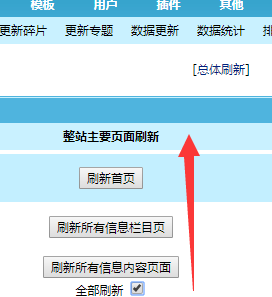 模板 用户 插件 其他
更新碎片 更新专题 数据更新 数据统计
[总体刷新]
整站主要页面刷新
刷新首页
刷新所有信息栏目页
刷新所有信息内容页面
全部刷新